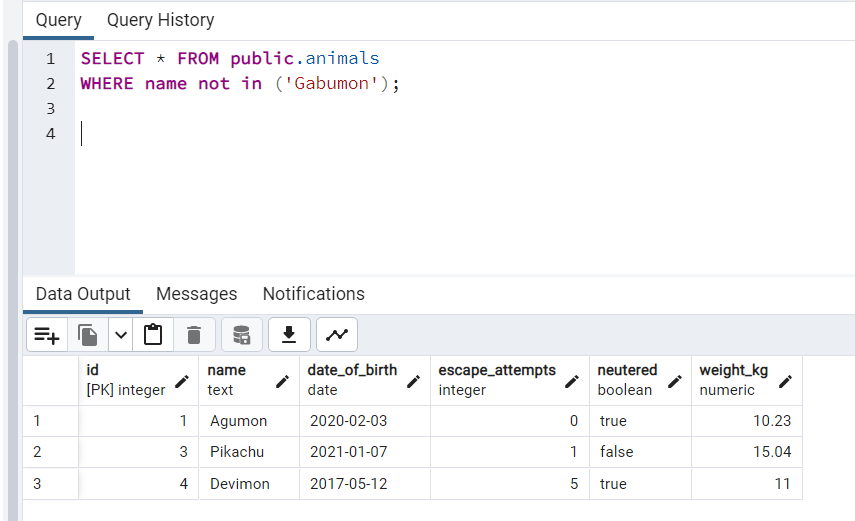 Query Query History
1 SELECT * FROM public.animals
2 WHERE name not in ('Gabumon');
3
4
Data Output Messages Notifications
id name date_of_birth escape_attempts neutered weight_kg
[PK] integer text date integer boolean numeric
1 1 Agumon 2020-02-03 0 true 10.23
2 3 Pikachu 2021-01-07 1 false 15.04
3 4 Devimon 2017-05-12 5 true 11